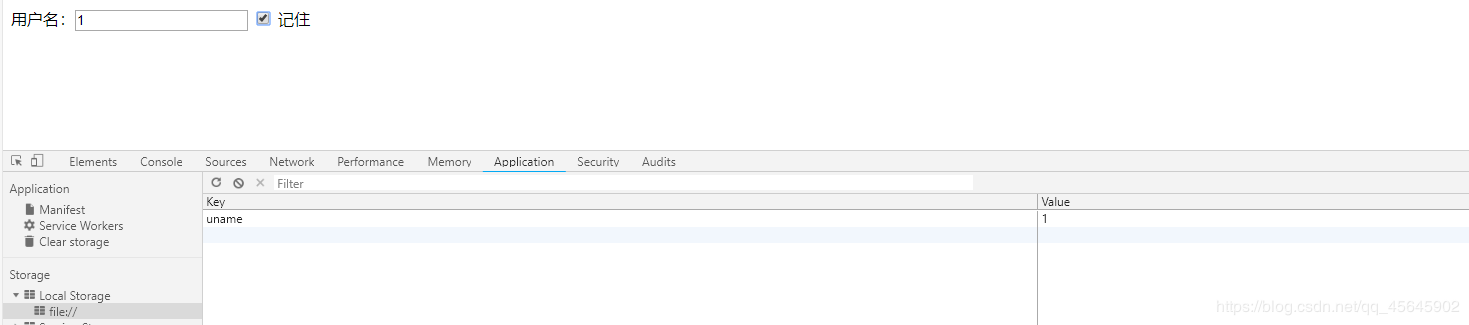 用户名： 1 记住
Elements Console Sources Network Performance Memory Application Security Audits
Application
Filter
Key Value
Manifest
uname 1
Service Workers
Clear storage
Storage
Local Storage
file://
https://blog.csdn.net/qq_45645902